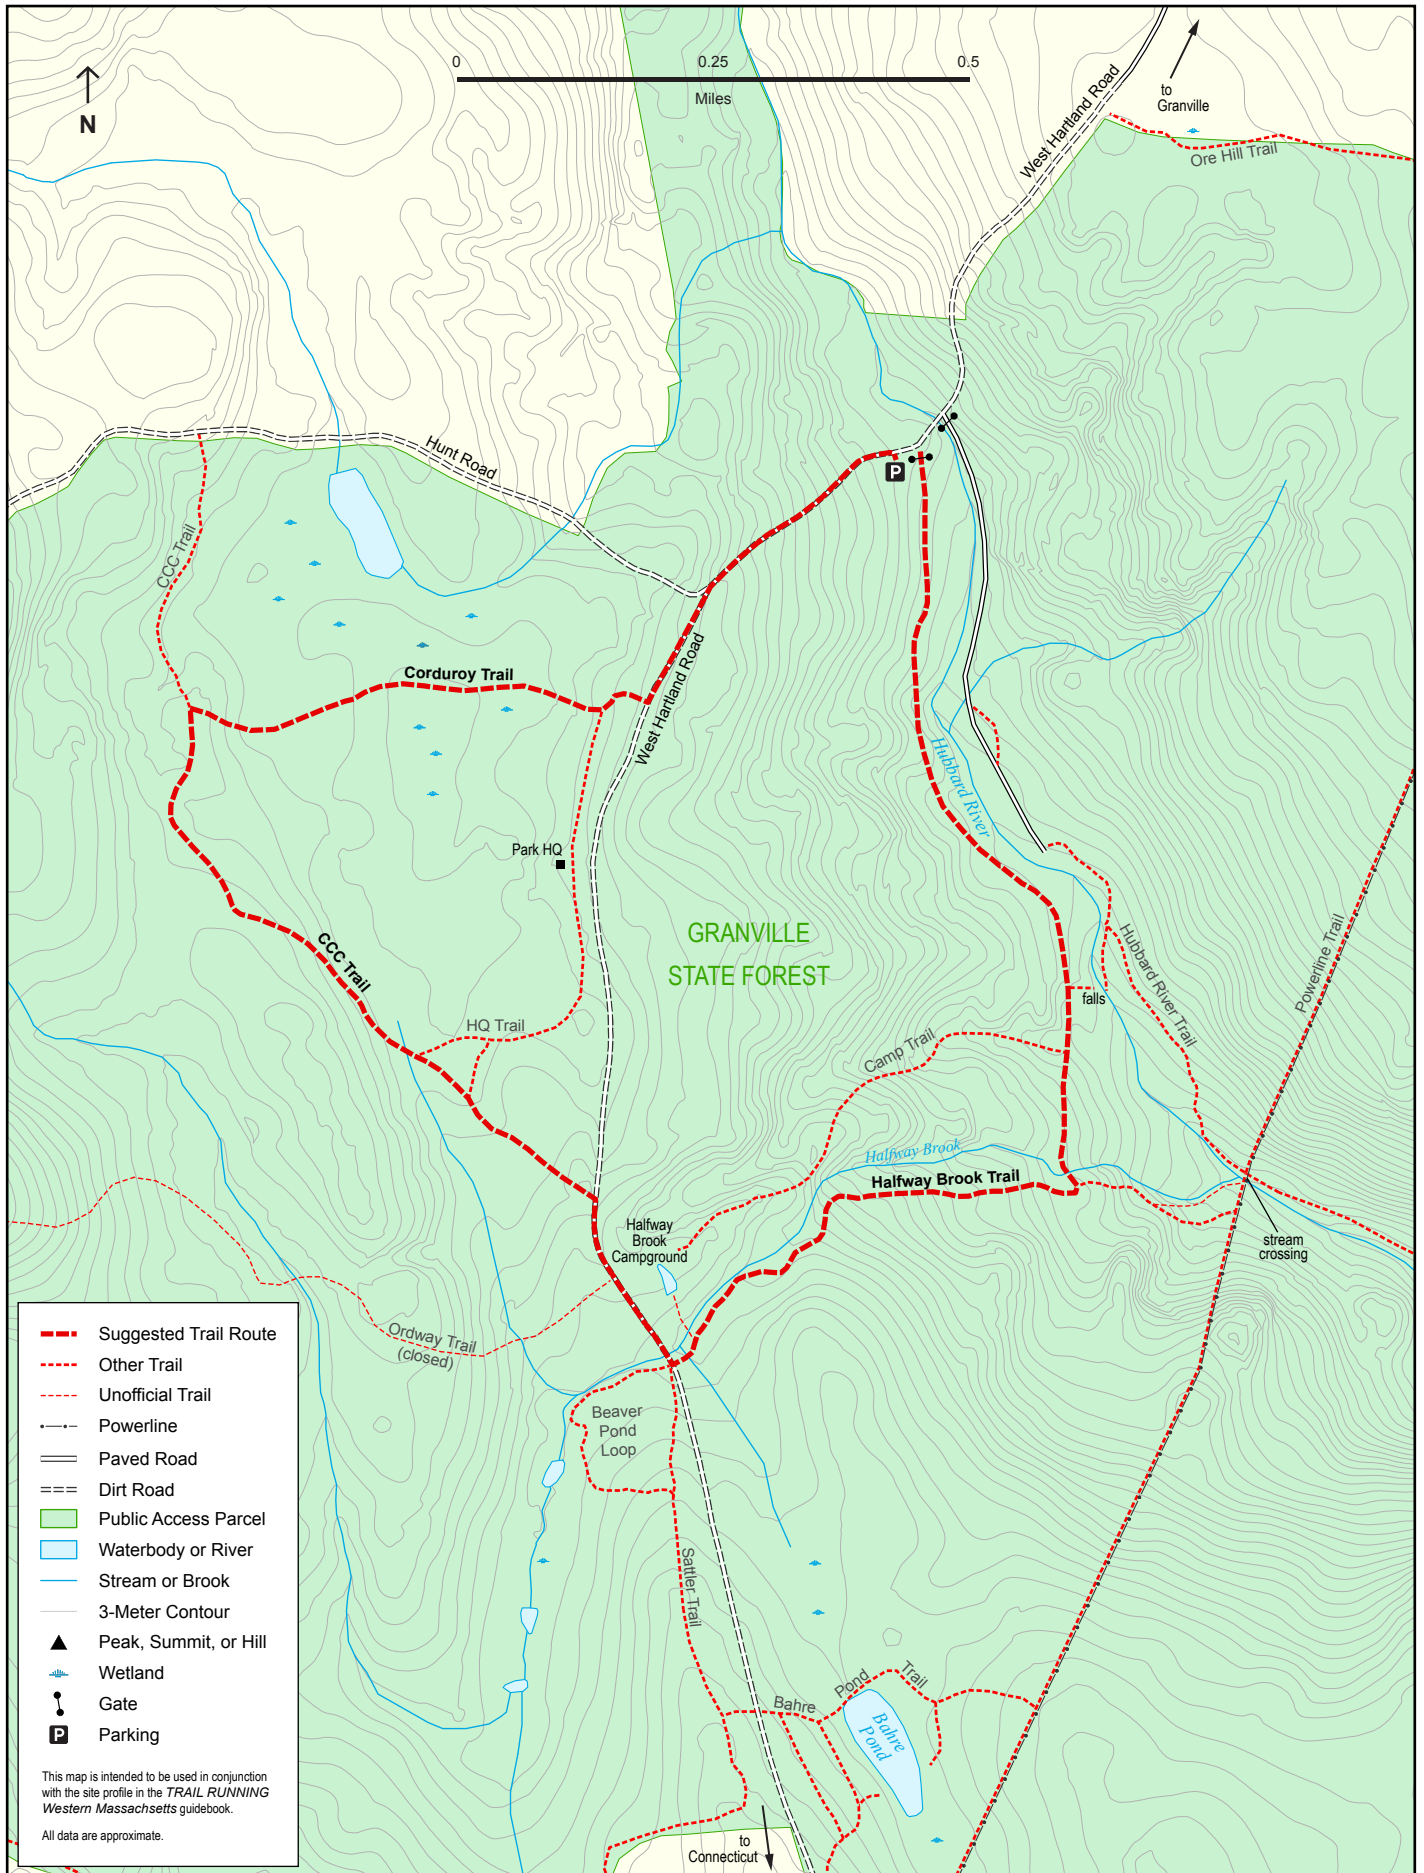 0
0.25
0.5
Miles
N
to
Granville
West Hartland Road
Ore Hill Trail
Hunt Road
P
CCC Trail
Corduroy Trail
West Hartland Road
Hubbard River
Park HQ
GRANVILLE
STATE FOREST
CCC Trail
Hubbard River Trail
Powerline Trail
falls
HQ Trail
Camp Trail
Halfway Brook
Halfway Brook Trail
Halfway
Brook
Campground
stream
crossing
Ordway Trail
(closed)
Beaver
Pond
Loop
Sattler Trail
Bahre Pond Trail
Bahre
Pond
to
Connecticut
Suggested Trail Route
Other Trail
Unofficial Trail
Powerline
Paved Road
Dirt Road
Public Access Parcel
Waterbody or River
Stream or Brook
3-Meter Contour
Peak, Summit, or Hill
Wetland
Gate
P Parking
This map is intended to be used in conjunction
with the site profile in the TRAIL RUNNING
Western Massachsetts guidebook.
All data are approximate.